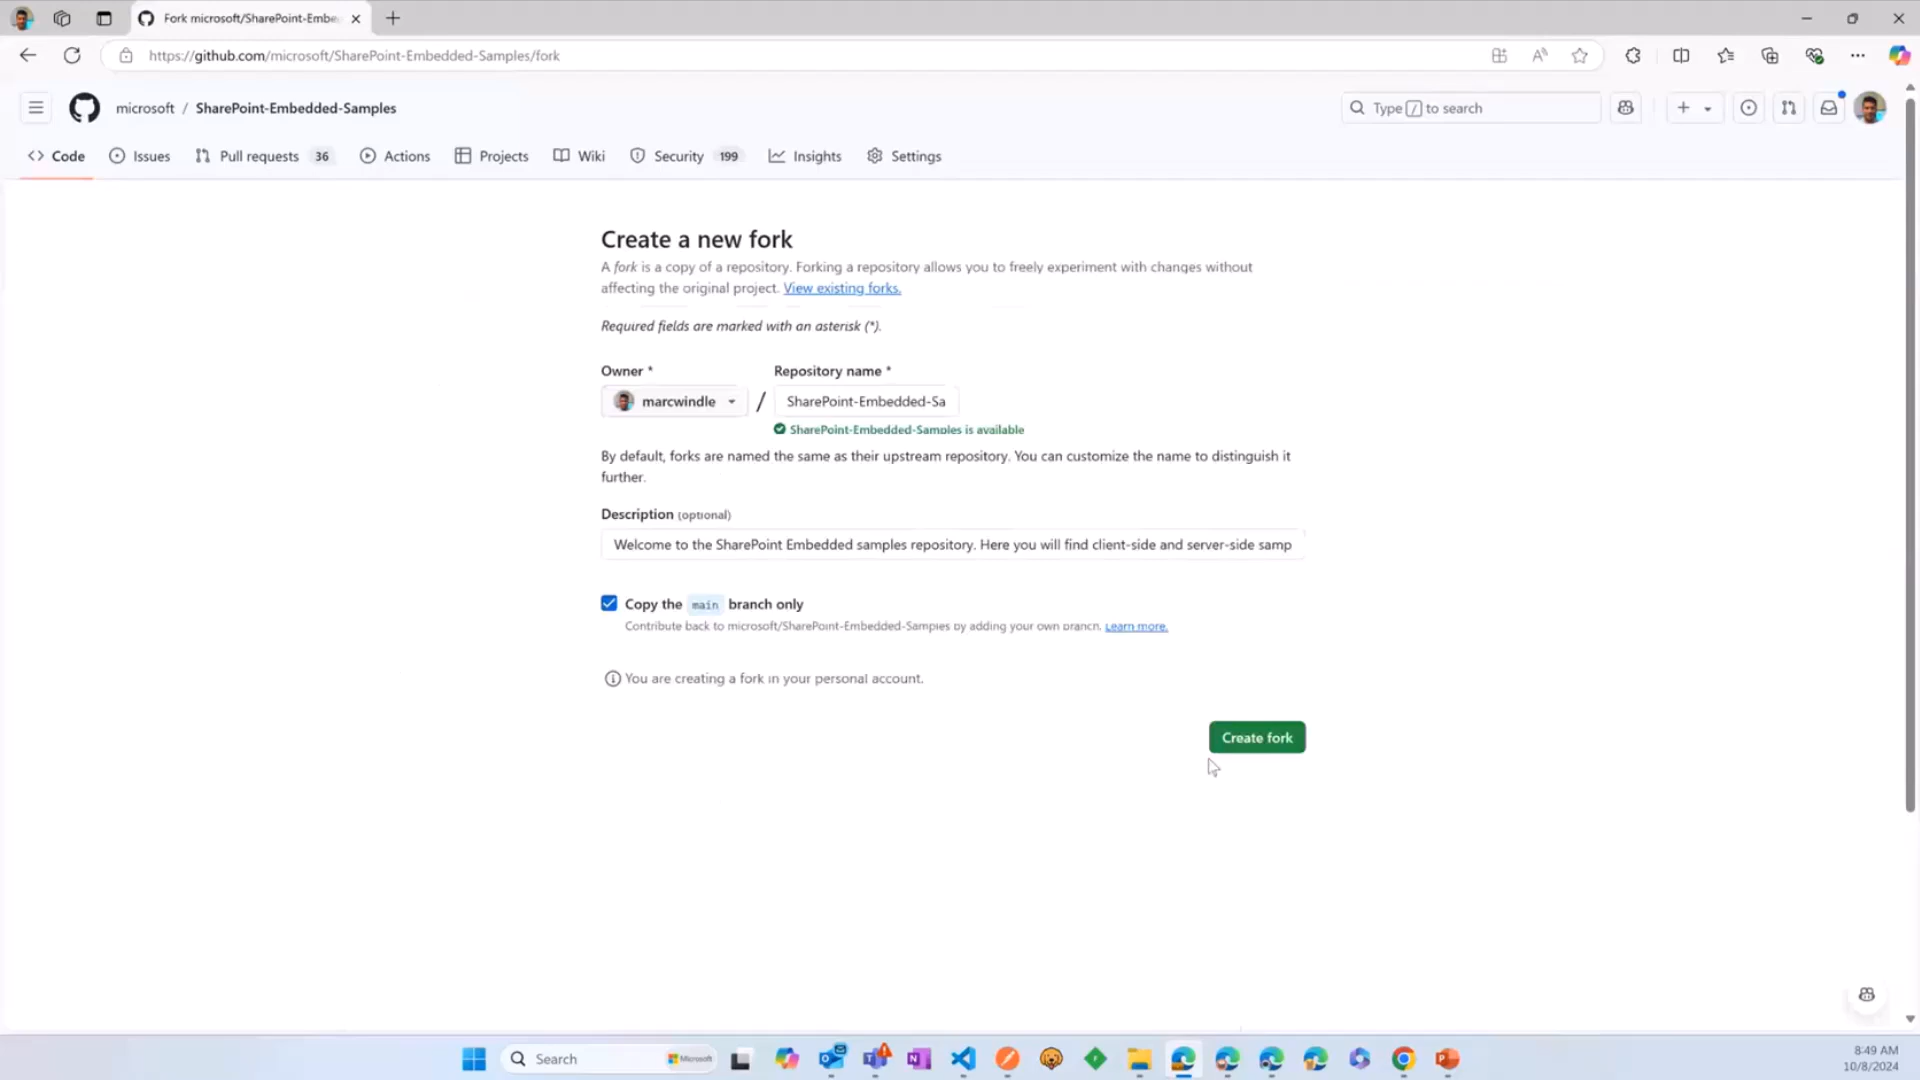 Fork microsoft/SharePoint-Embe
https://github.com/microsoft/SharePoint-Embedded-Samples/fork
microsoft / SharePoint-Embedded-Samples
Type / to search
Code Issues Pull requests 36 Actions Projects Wiki Security 199 Insights Settings
Create a new fork
A fork is a copy of a repository. Forking a repository allows you to freely experiment with changes without
affecting the original project. View existing forks.
Required fields are marked with an asterisk (*).
Owner * Repository name *
marcwindle / SharePoint-Embedded-Sa
SharePoint-Embedded-Samples is available
By default, forks are named the same as their upstream repository. You can customize the name to distinguish it
further.
Description (optional)
Welcome to the SharePoint Embedded samples repository. Here you will find client-side and server-side samp
Copy the main branch only
Contribute back to microsoft/SharePoint-Embedded-Samples by adding your own branch. Learn more.
You are creating a fork in your personal account.
Create fork
Search Microsoft
8:49 AM
10/8/2024